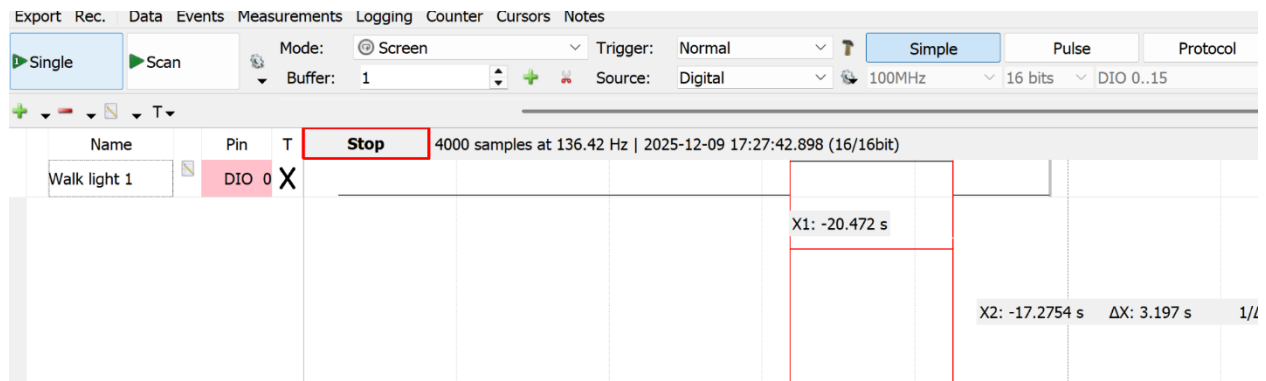 Export Rec. Data Events Measurements Logging Counter Cursors Notes
Single Scan Mode: Screen Trigger: Normal Simple Pulse Protocol
Buffer: 1 Source: Digital 100MHz 16 bits DIO 0..15
T
Name Pin T Stop 4000 samples at 136.42 Hz | 2025-12-09 17:27:42.898 (16/16bit)
Walk light 1 DIO 0 X
X1: -20.472 s
X2: -17.2754 s ΔX: 3.197 s 1/